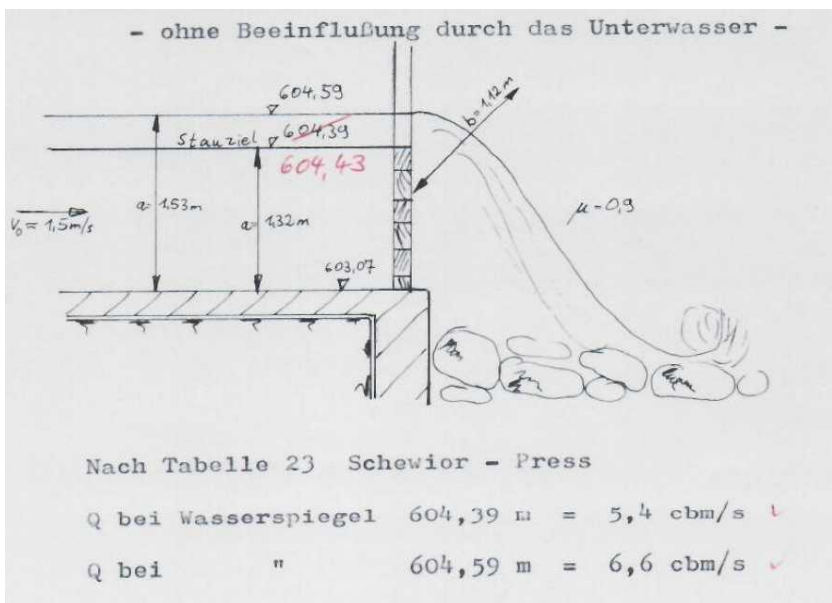 - ohne Beeinflußung durch das Unterwasser -
604,59
Stauziel 604,39
604,43
b = 1,12m
a = 1,53m
a = 1,32m
μ = 0,9
V₀ = 1,5m/s
603,07
Nach Tabelle 23 Schewior - Press
Q bei Wasserspiegel 604,39 m = 5,4 cbm/s
Q bei " 604,59 m = 6,6 cbm/s